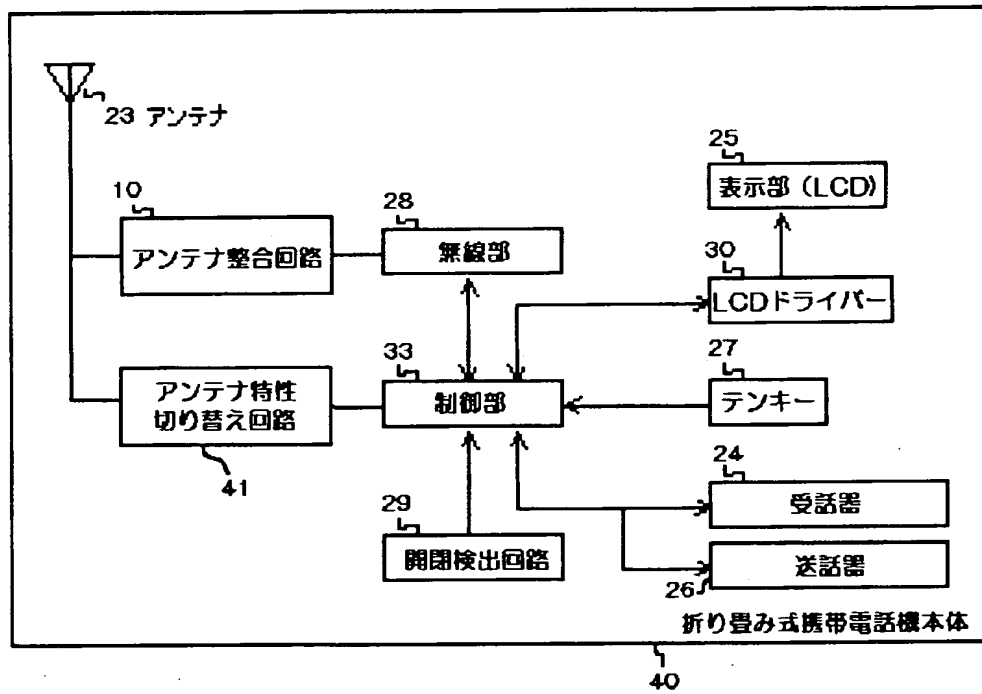 23 アンテナ
10
アンテナ整合回路
28
無線部
25
表示部（LCD）
30
LCDドライバー
33
制御部
27
テンキー
アンテナ特性
切り替え回路
41
29
開閉検出回路
24
受話器
送話器
26
折り畳み式携帯電話機本体
40